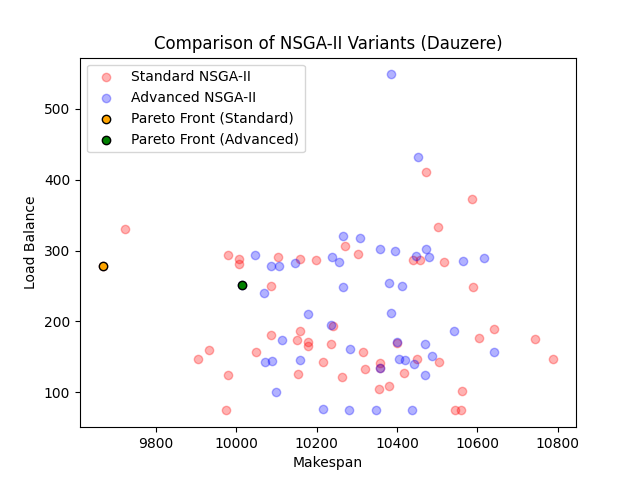 Comparison of NSGA-II Variants (Dauzere)
Standard NSGA-II
Advanced NSGA-II
Pareto Front (Standard)
Pareto Front (Advanced)
Load Balance
500
400
300
200
100
9800
10000
10200
10400
10600
10800
Makespan